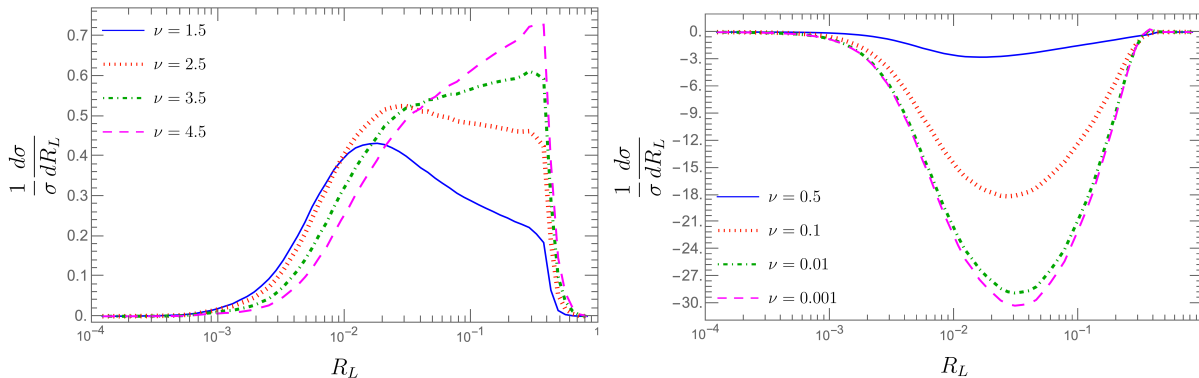 ν = 1.5
ν = 2.5
ν = 3.5
ν = 4.5
0.7
0.6
0.5
0.4
0.3
0.2
0.1
0.
10⁻⁴
10⁻³
10⁻²
10⁻¹
1
1/σ dσ/dR_L
R_L
0.
-3.
-6.
-9.
-12.
-15.
-18.
-21.
-24.
-27.
-30.
ν = 0.5
ν = 0.1
ν = 0.01
ν = 0.001
10⁻⁴
10⁻³
10⁻²
10⁻¹
1/σ dσ/dR_L
R_L